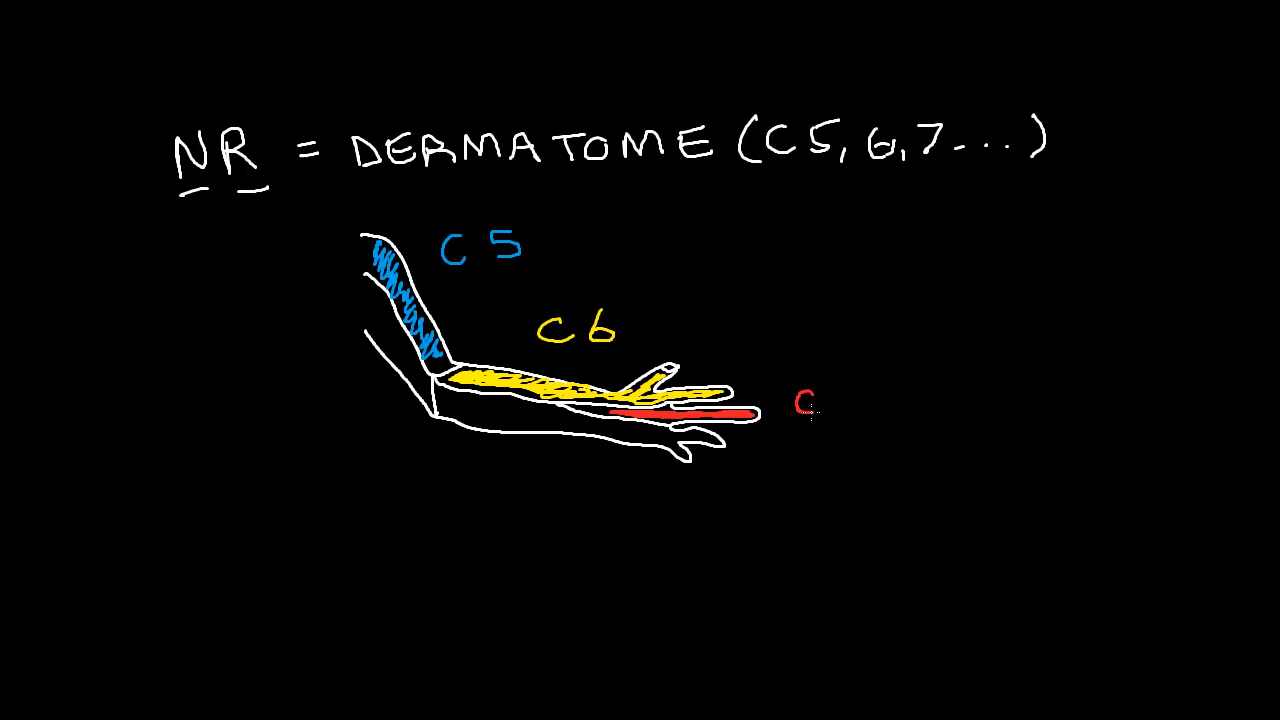 NR = DERMATOME (C5, 6, 7 - ...)
C 5
C 6
C